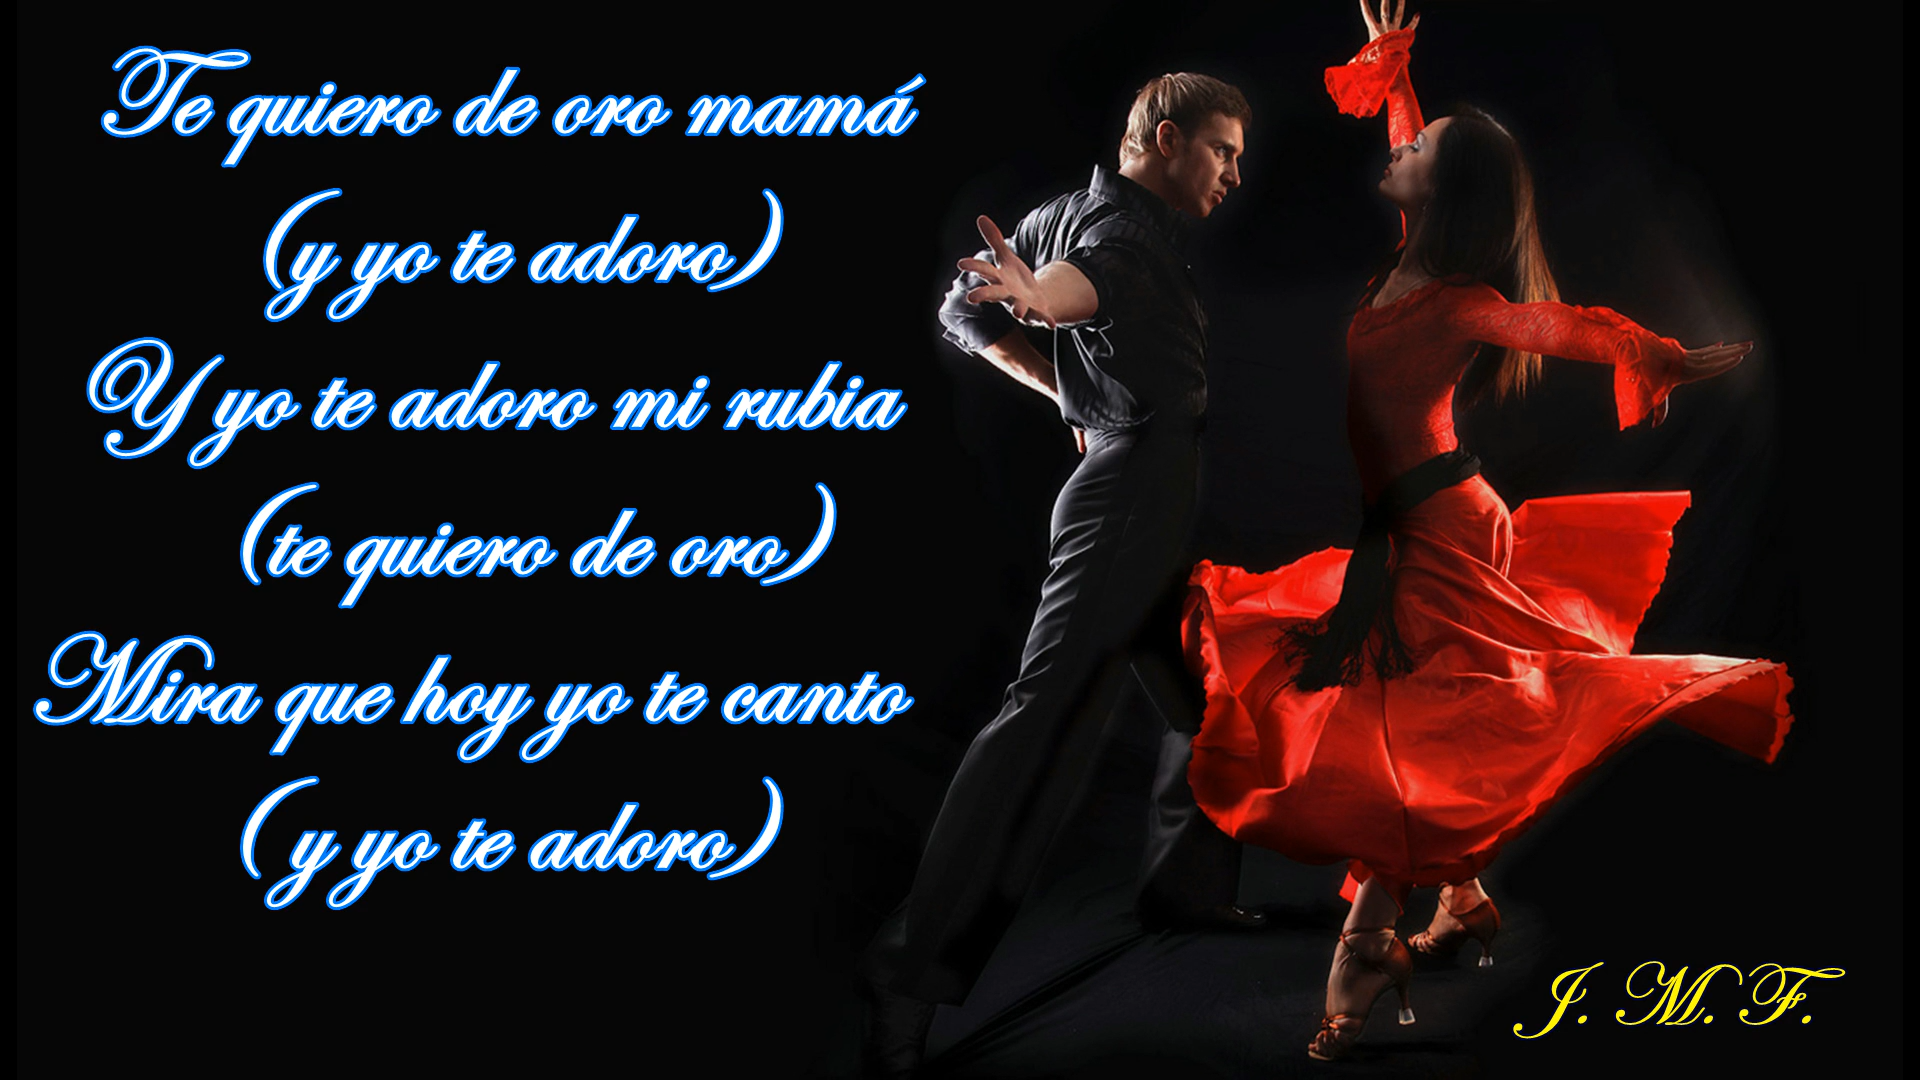 Te quiero de oro mamá
(y yo te adoro)
Y yo te adoro mi rubia
(te quiero de oro)
Mira que hoy yo te canto
( y yo te adoro)
J. M. F.